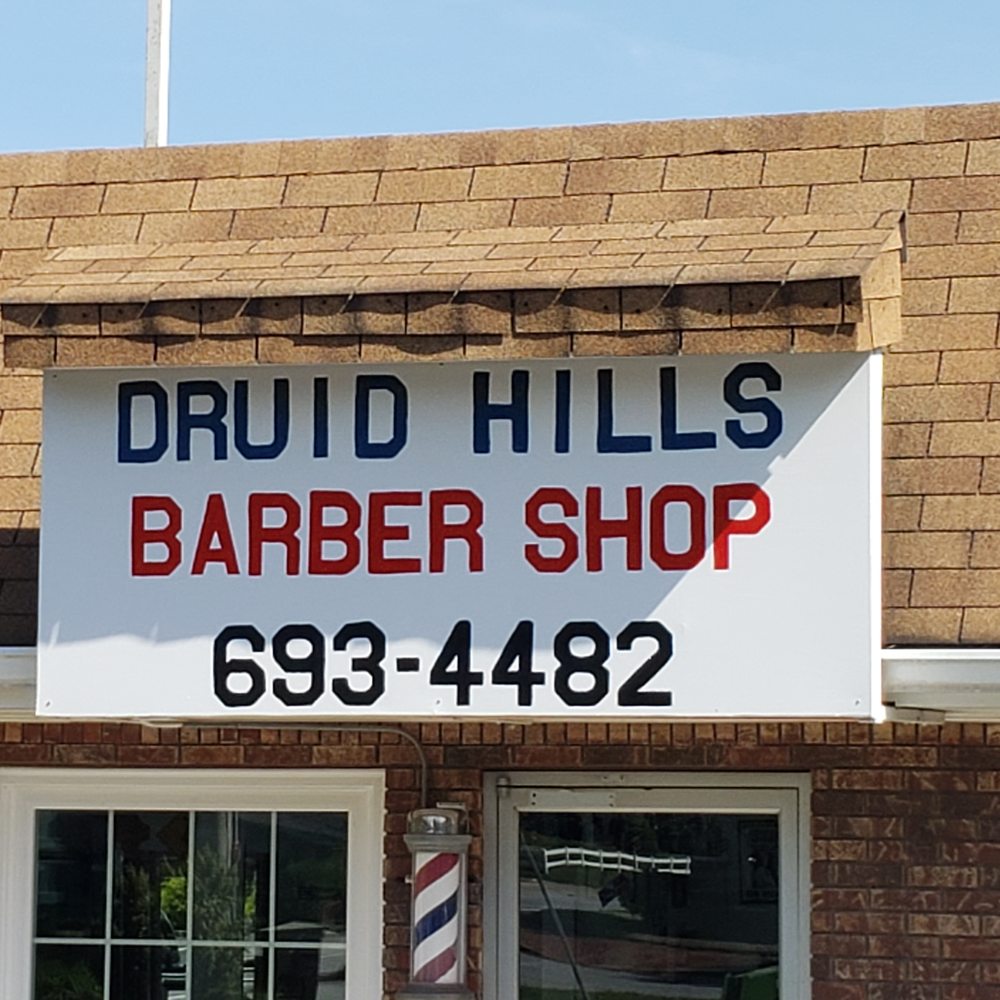 DRUID HILLS
BARBER SHOP
693-4482